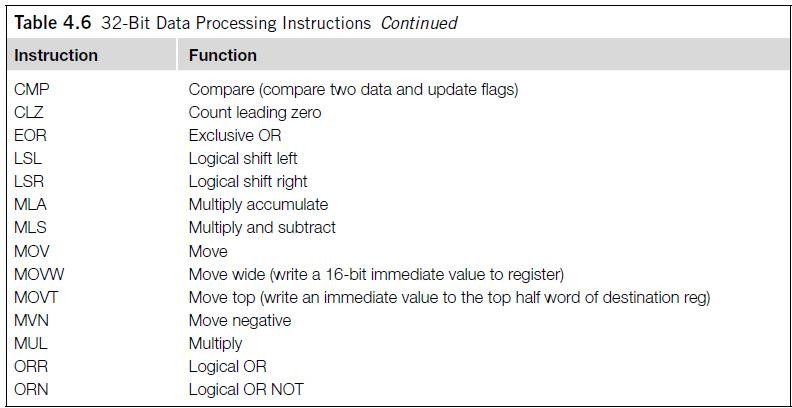 Table 4.6 32-Bit Data Processing Instructions Continued
Instruction Function
CMP Compare (compare two data and update flags)
CLZ Count leading zero
EOR Exclusive OR
LSL Logical shift left
LSR Logical shift right
MLA Multiply accumulate
MLS Multiply and subtract
MOV Move
MOVW Move wide (write a 16-bit immediate value to register)
MOVT Move top (write an immediate value to the top half word of destination reg)
MVN Move negative
MUL Multiply
ORR Logical OR
ORN Logical OR NOT